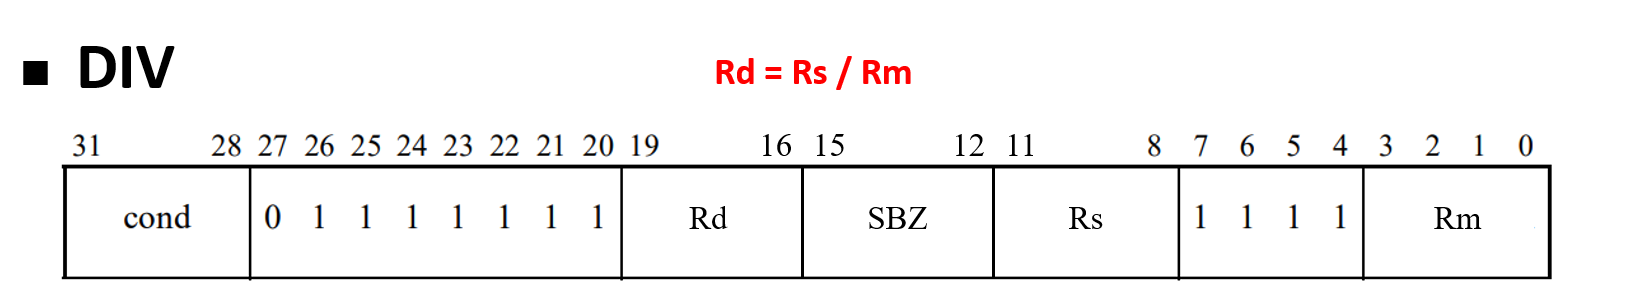 ■ DIV
Rd = Rs / Rm
31 28 27 26 25 24 23 22 21 20 19 16 15 12 11 8 7 6 5 4 3 2 1 0
cond 0 1 1 1 1 1 1 1 Rd SBZ Rs 1 1 1 1 Rm